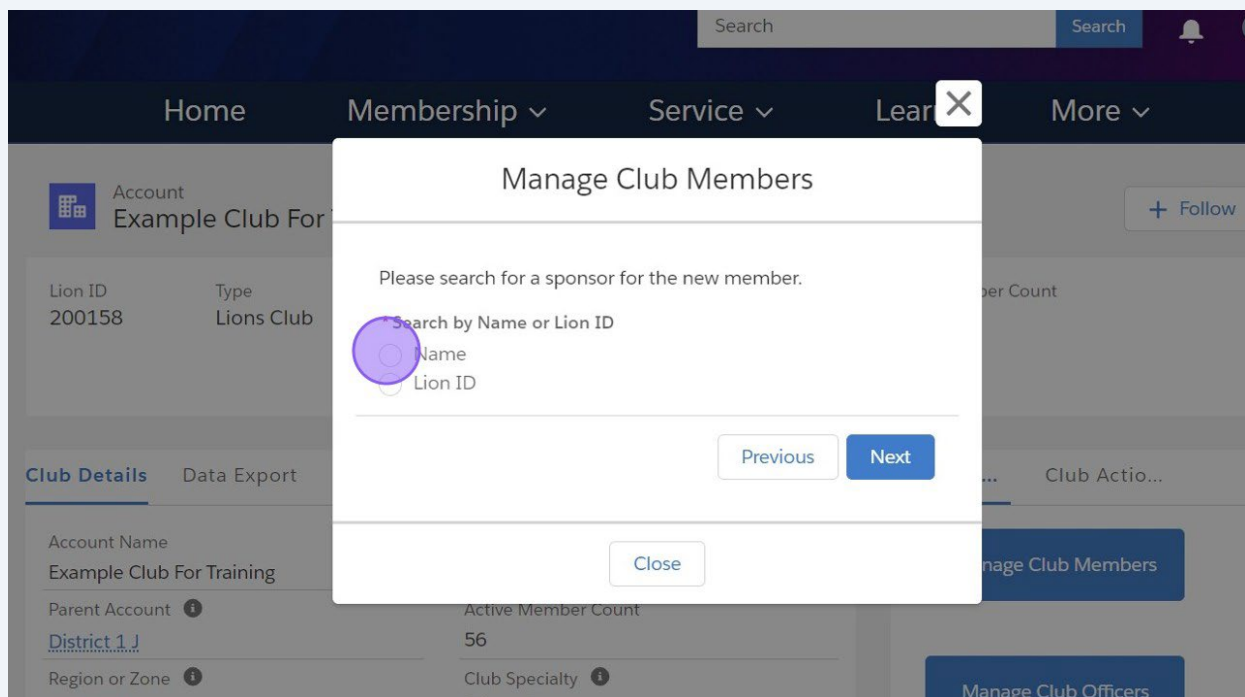 Search
Search
Home
Membership
Service
Lear
More
Account
Example Club For
Follow
Lion ID
200158
Type
Lions Club
ber Count
Manage Club Members
Please search for a sponsor for the new member.
* Search by Name or Lion ID
Name
Lion ID
Previous
Next
Close
Club Details
Data Export
...
Club Actio...
Account Name
Example Club For Training
Parent Account
District 1 J
Region or Zone
Active Member Count
56
Club Specialty
nage Club Members
Manage Club Officers